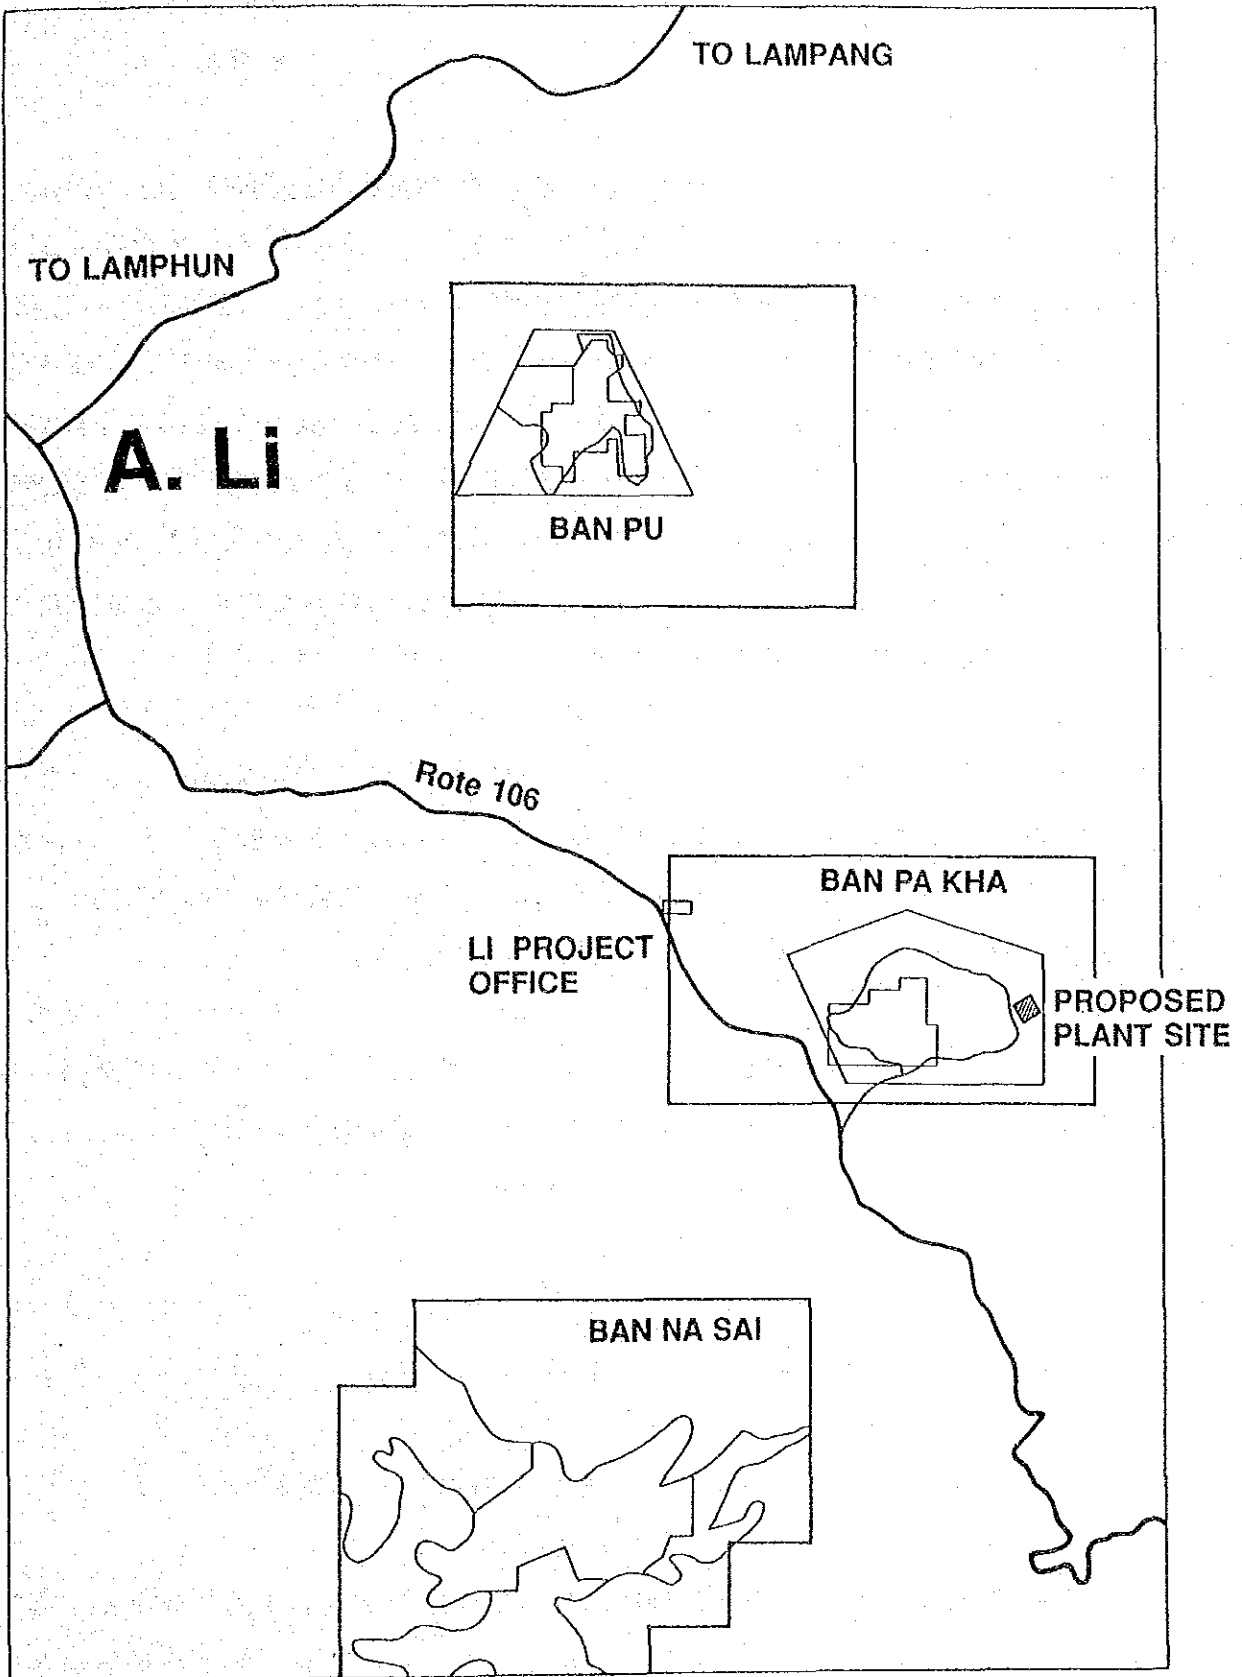 TO LAMPANG
TO LAMPHUN
A. Li
BAN PU
Rote 106
BAN PA KHA
LI PROJECT
OFFICE
PROPOSED
PLANT SITE
BAN NA SAI